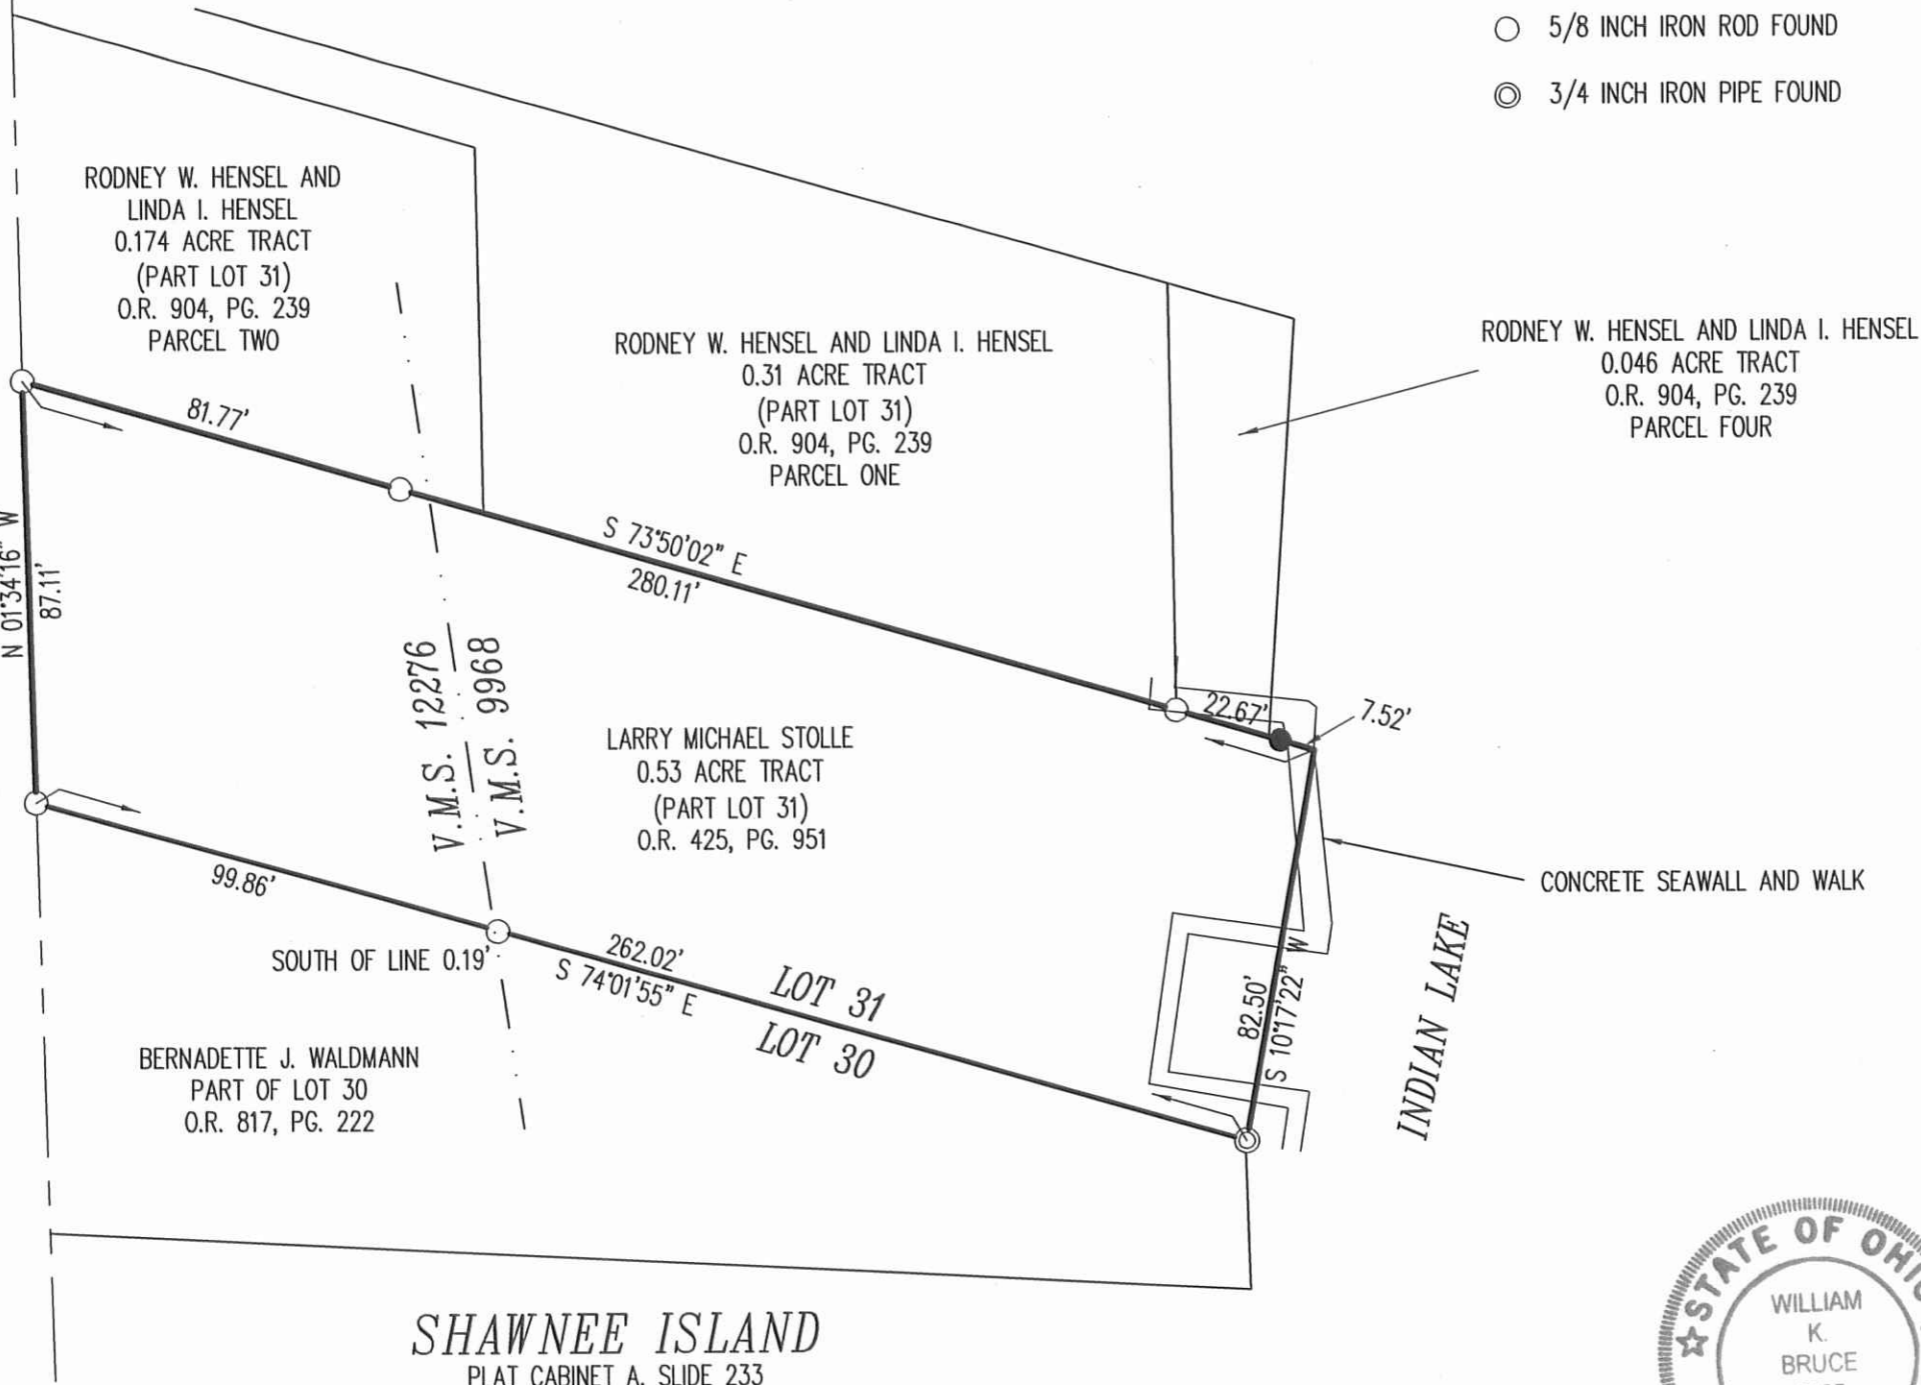 5/8 INCH IRON ROD FOUND
3/4 INCH IRON PIPE FOUND
RODNEY W. HENSEL AND
LINDA I. HENSEL
0.174 ACRE TRACT
(PART LOT 31)
O.R. 904, PG. 239
PARCEL TWO
RODNEY W. HENSEL AND LINDA I. HENSEL
0.31 ACRE TRACT
(PART LOT 31)
O.R. 904, PG. 239
PARCEL ONE
RODNEY W. HENSEL AND LINDA I. HENSEL
0.046 ACRE TRACT
O.R. 904, PG. 239
PARCEL FOUR
81.77'
S 73°50'02" E
280.11'
N 01°34'16" W
87.11'
V.M.S. 12276
V.M.S. 9968
22.67'
7.52'
LARRY MICHAEL STOLLE
0.53 ACRE TRACT
(PART LOT 31)
O.R. 425, PG. 951
CONCRETE SEAWALL AND WALK
99.86'
SOUTH OF LINE 0.19'
262.02'
S 74°01'55" E
LOT 31
LOT 30
82.50'
S 10°17'22" W
INDIAN LAKE
BERNADETTE J. WALDMANN
PART OF LOT 30
O.R. 817, PG. 222
SHAWNEE ISLAND
PLAT CABINET A, SLIDE 233
STATE OF OHIO
WILLIAM
K.
BRUCE